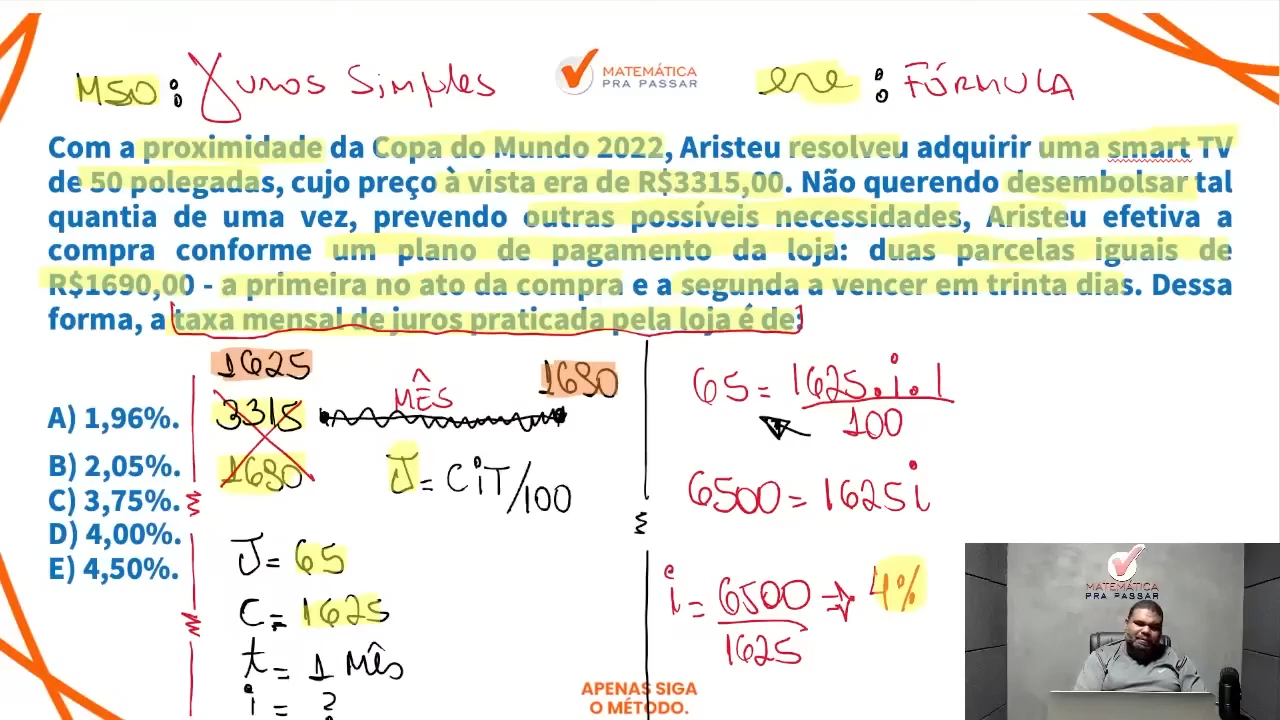 MSO: Juros Simples
MATEMÁTICA
PRA PASSAR
FÓRMULA
Com a proximidade da Copa do Mundo 2022, Aristeu resolveu adquirir uma smart TV
de 50 polegadas, cujo preço à vista era de R$3315,00. Não querendo desembolsar tal
quantia de uma vez, prevendo outras possíveis necessidades, Aristeu efetiva a
compra conforme um plano de pagamento da loja: duas parcelas iguais de
R$1690,00 - a primeira no ato da compra e a segunda a vencer em trinta dias. Dessa
forma, a taxa mensal de juros praticada pela loja é de:
A) 1,96%.
B) 2,05%.
C) 3,75%.
D) 4,00%.
E) 4,50%.
1625
3315
1690
MÊS
1690
J = CiT/100
J = 65
C = 1625
t = 1 MÊS
i = ?
65 = 1625.i.1
100
6500 = 1625i
i = 6500 → 4%
1625
MATEMÁTICA
PRA PASSAR
APENAS SIGA
O MÉTODO.